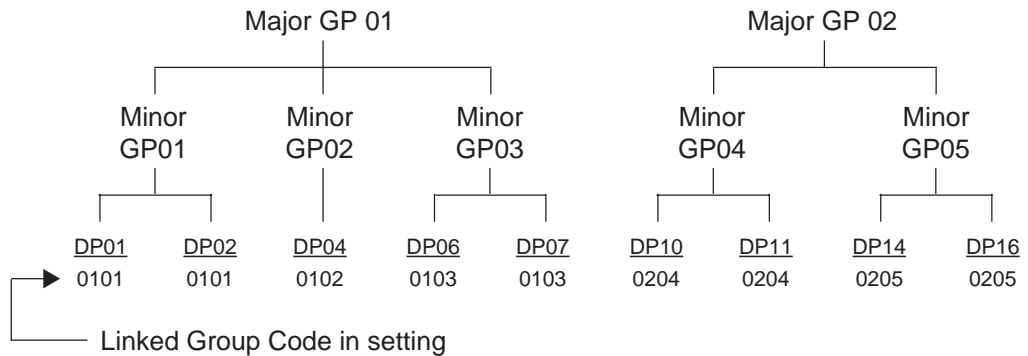 Major GP 01 Major GP 02
Minor Minor Minor Minor Minor
GP01 GP02 GP03 GP04 GP05
DP01 DP02 DP04 DP06 DP07 DP10 DP11 DP14 DP16
0101 0101 0102 0103 0103 0204 0204 0205 0205
Linked Group Code in setting